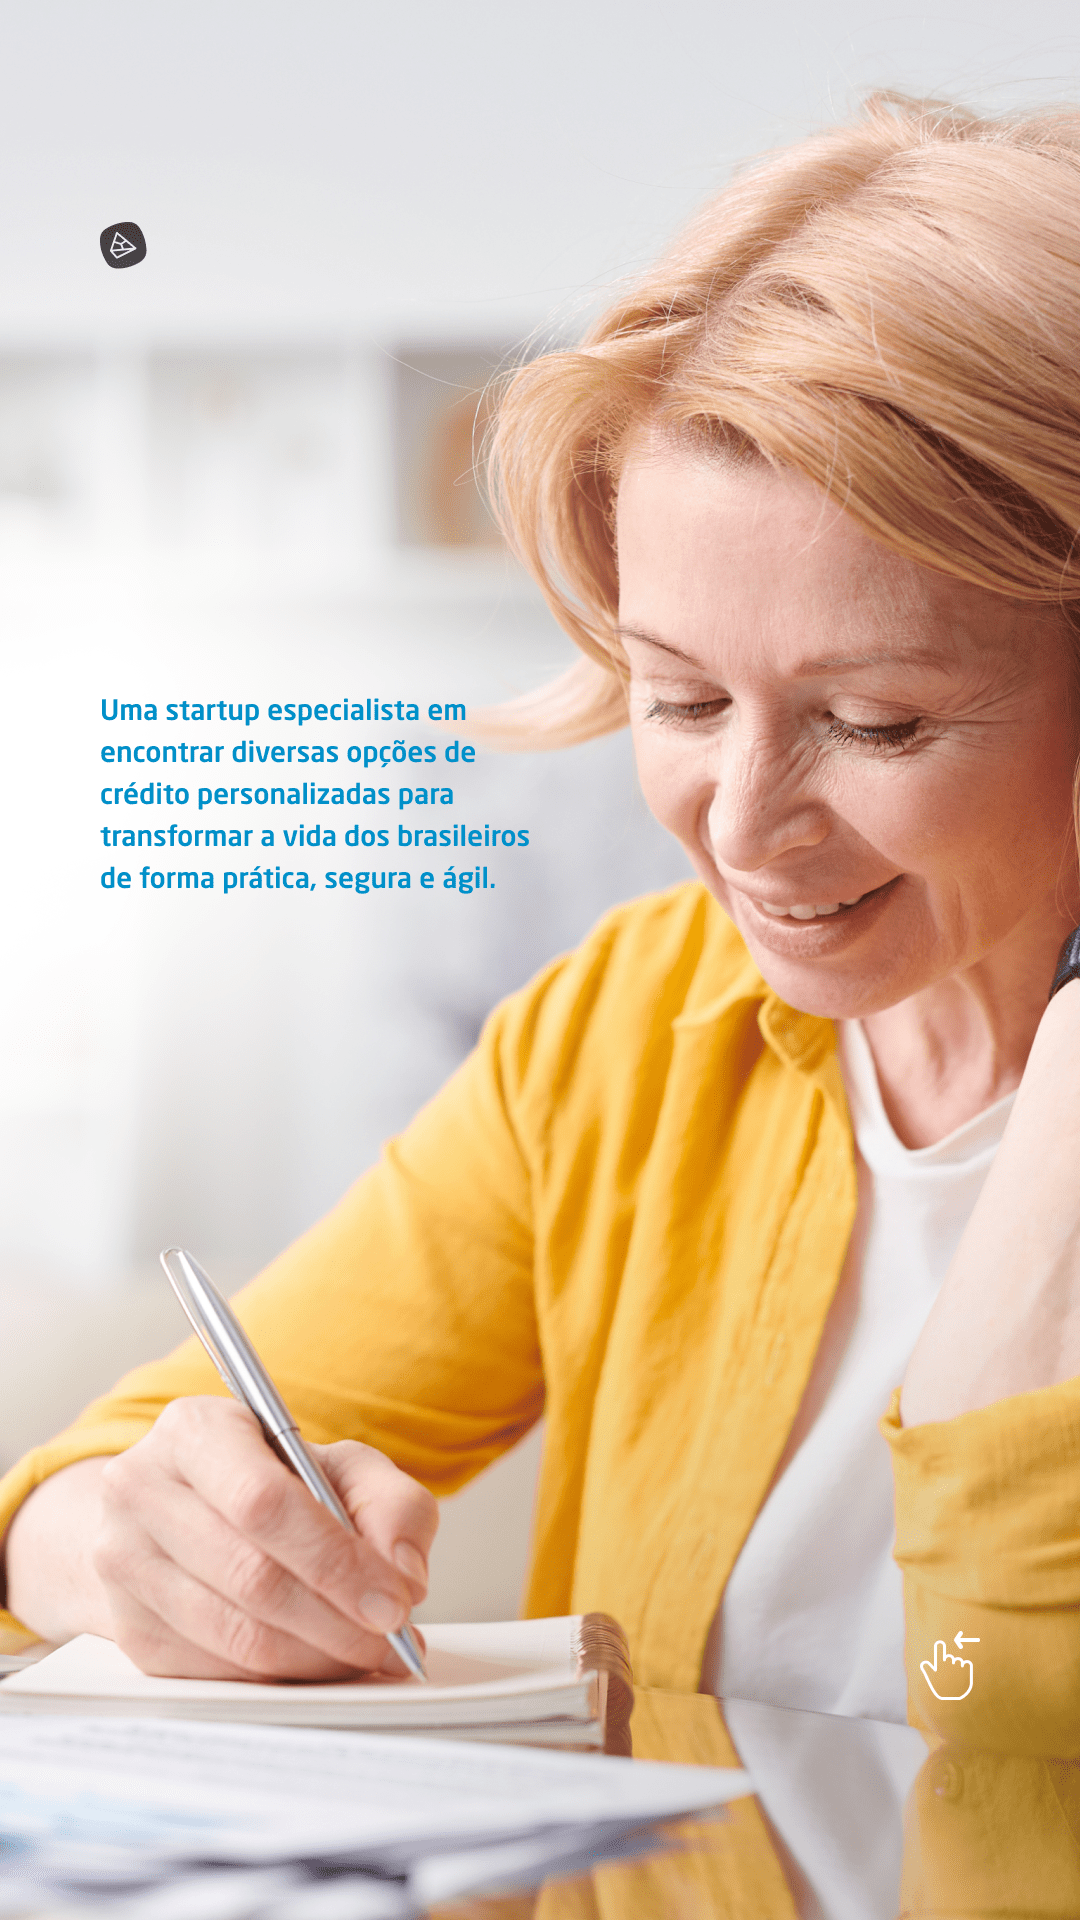 Uma startup especialista em
encontrar diversas opções de
crédito personalizadas para
transformar a vida dos brasileiros
de forma prática, segura e ágil.